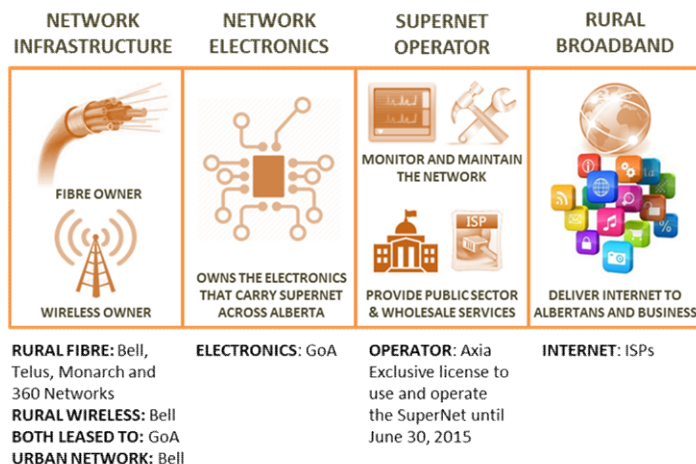 NETWORK
INFRASTRUCTURE
NETWORK
ELECTRONICS
SUPERNET
OPERATOR
RURAL
BROADBAND
FIBRE OWNER
WIRELESS OWNER
OWNS THE ELECTRONICS
THAT CARRY SUPERNET
ACROSS ALBERTA
MONITOR AND MAINTAIN
THE NETWORK
ISP
PROVIDE PUBLIC SECTOR
& WHOLESALE SERVICES
%
DELIVER INTERNET TO
ALBERTANS AND BUSINESS
RURAL FIBRE: Bell,
Telus, Monarch and
360 Networks
RURAL WIRELESS: Bell
BOTH LEASED TO: GoA
URBAN NETWORK: Bell
ELECTRONICS: GoA
OPERATOR: Axia
Exclusive license to
use and operate
the SuperNet until
June 30, 2015
INTERNET: ISPs